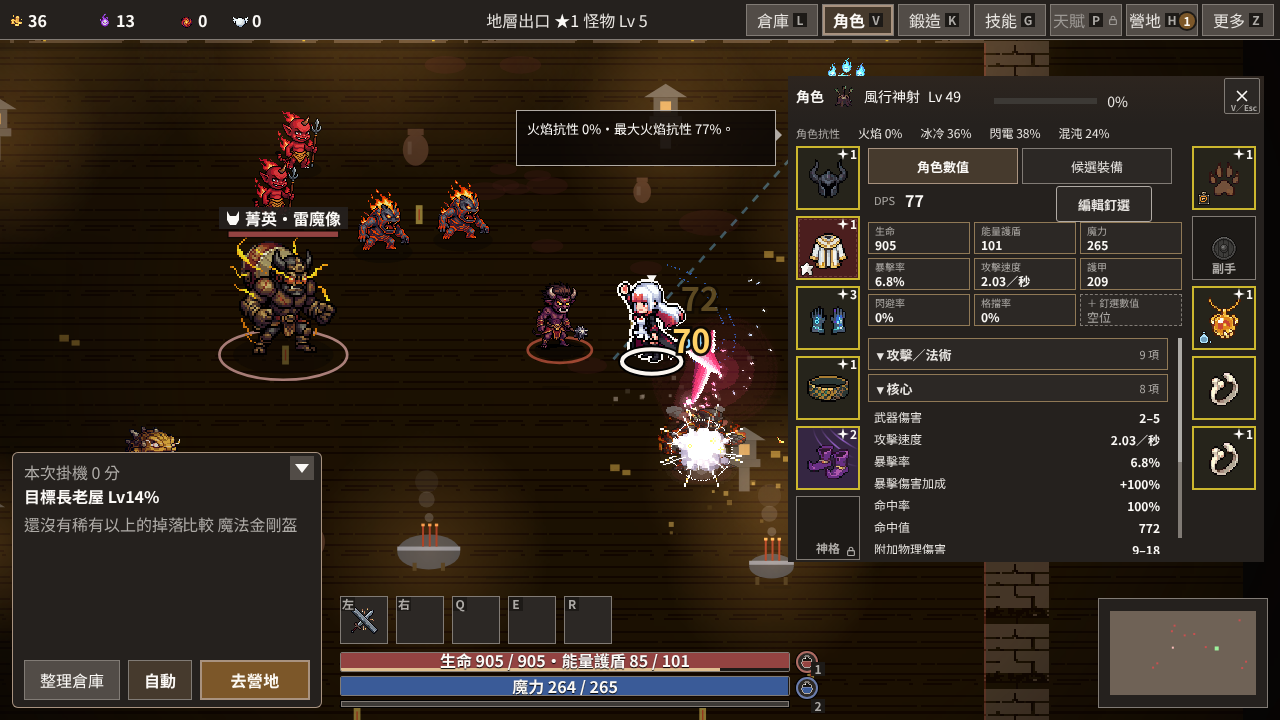 36 13 0 0
地層出口 ★1 怪物 Lv 5
倉庫 L 角色 V 鍛造 K 技能 G 天賦 P 營地 H 1 更多 Z
角色 風行神射 Lv 49 0%
V／Esc
角色抗性 火焰 0% 冰冷 36% 閃電 38% 混沌 24%
火焰抗性 0%・最大火焰抗性 77%。
角色數值 候選裝備
DPS 77 編輯釘選
生命 905
能量護盾 101
魔力 265
暴擊率 6.8%
攻擊速度 2.03／秒
護甲 209
閃避率 0%
格擋率 0%
＋ 釘選數值 空位
▼攻擊／法術 9 項
▼核心 8 項
武器傷害 2–5
攻擊速度 2.03／秒
暴擊率 6.8%
暴擊傷害加成 +100%
命中率 100%
命中值 772
附加物理傷害 9–18
1
1
3
1
2
神格
1
副手
1
1
菁英・雷魔像
72
70
本次掛機 0 分
目標長老屋 Lv14%
還沒有稀有以上的掉落比較 魔法金剛盔
整理倉庫 自動 去營地
左 右 Q E R
生命 905 / 905・能量護盾 85 / 101
1
魔力 264 / 265
2